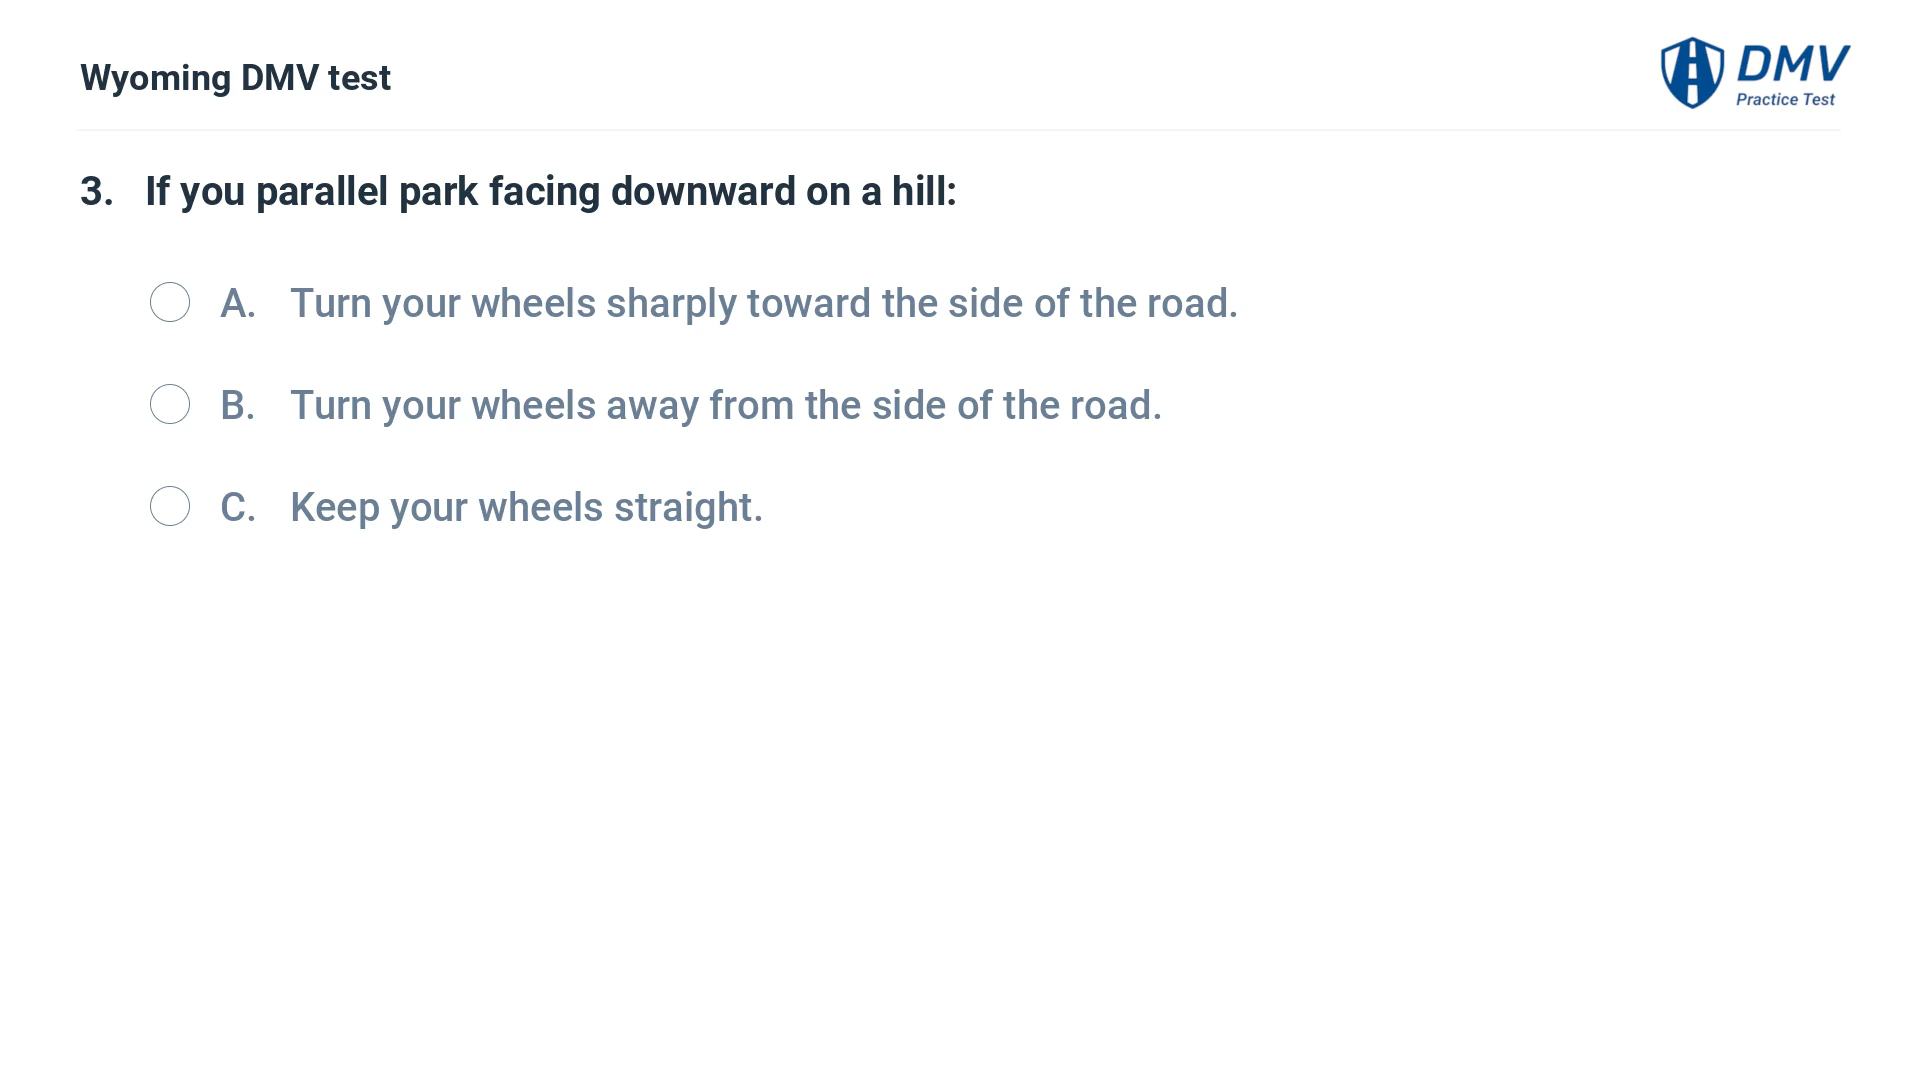 Wyoming DMV test
DMV
Practice Test
3. If you parallel park facing downward on a hill:
A. Turn your wheels sharply toward the side of the road.
B. Turn your wheels away from the side of the road.
C. Keep your wheels straight.